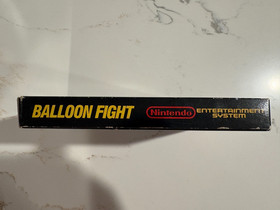 BALLOON FIGHT
Nintendo
ENTERTAINMENT
SYSTEM